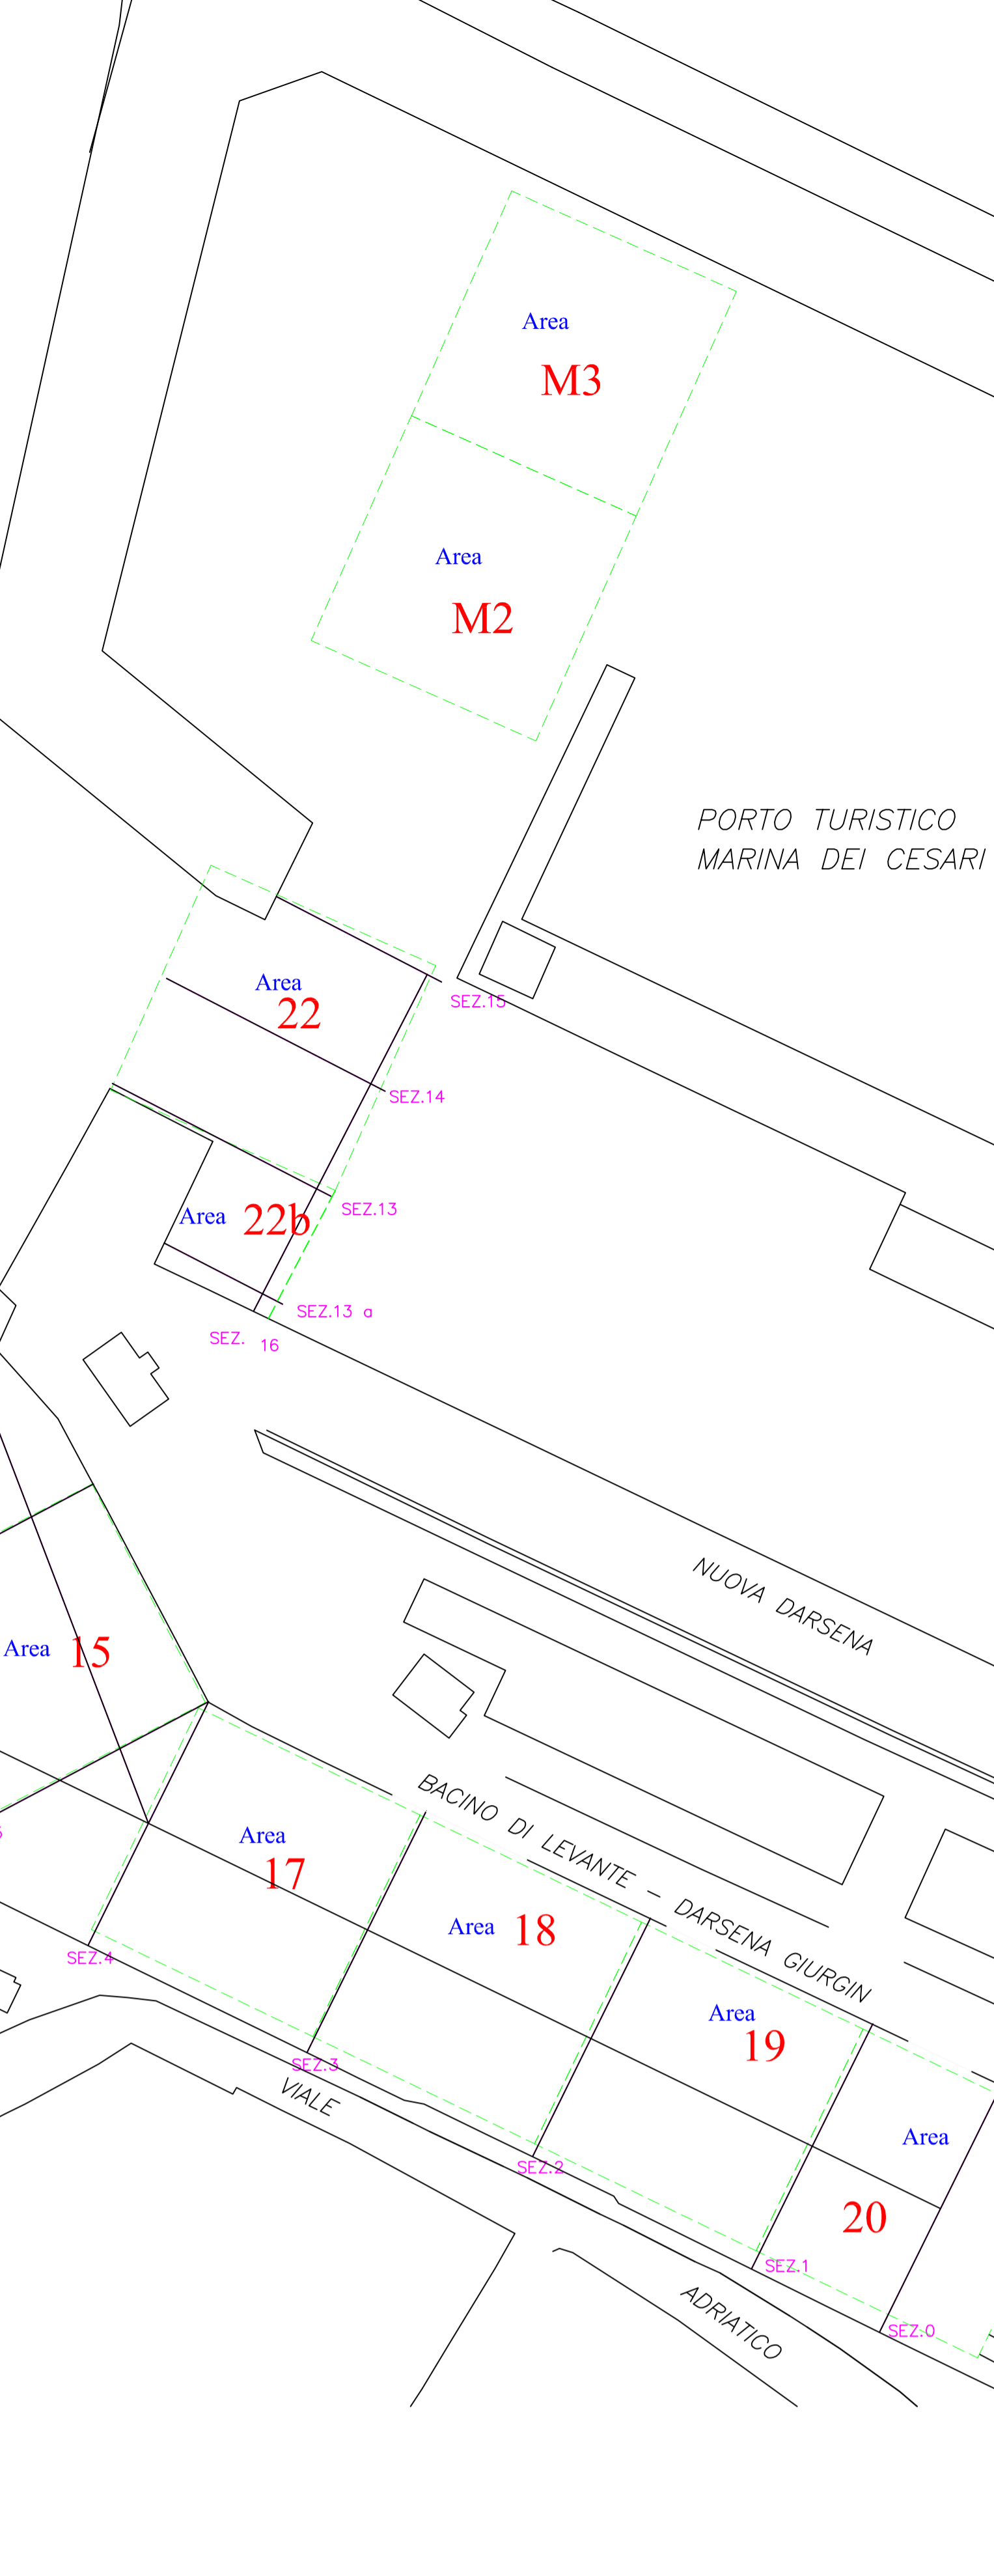 Area
M3
Area
M2
PORTO TURISTICO
MARINA DEI CESARI
Area
22
SEZ.15
SEZ.14
Area
22b
SEZ.13
SEZ.13 a
SEZ. 16
NUOVA DARSENA
Area 15
BACINO DI LEVANTE - DARSENA GIURGIN
Area
17
Area 18
SEZ.4
Area
19
SEZ.3
VIALE
Area
SEZ.2
20
SEZ.1
ADRIATICO
SEZ.0